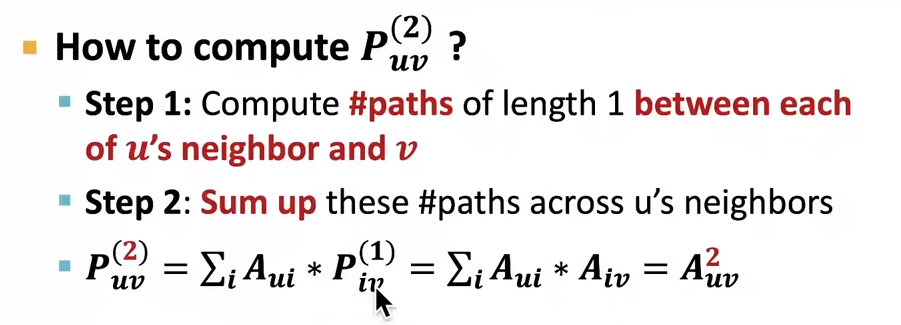 How to compute P_{uv}^{(2)} ?
Step 1: Compute #paths of length 1 between each
of u's neighbor and v
Step 2: Sum up these #paths across u's neighbors
P_{uv}^{(2)} = ∑_i A_{ui} * P_{iv}^{(1)} = ∑_i A_{ui} * A_{iv} = A_{uv}^2